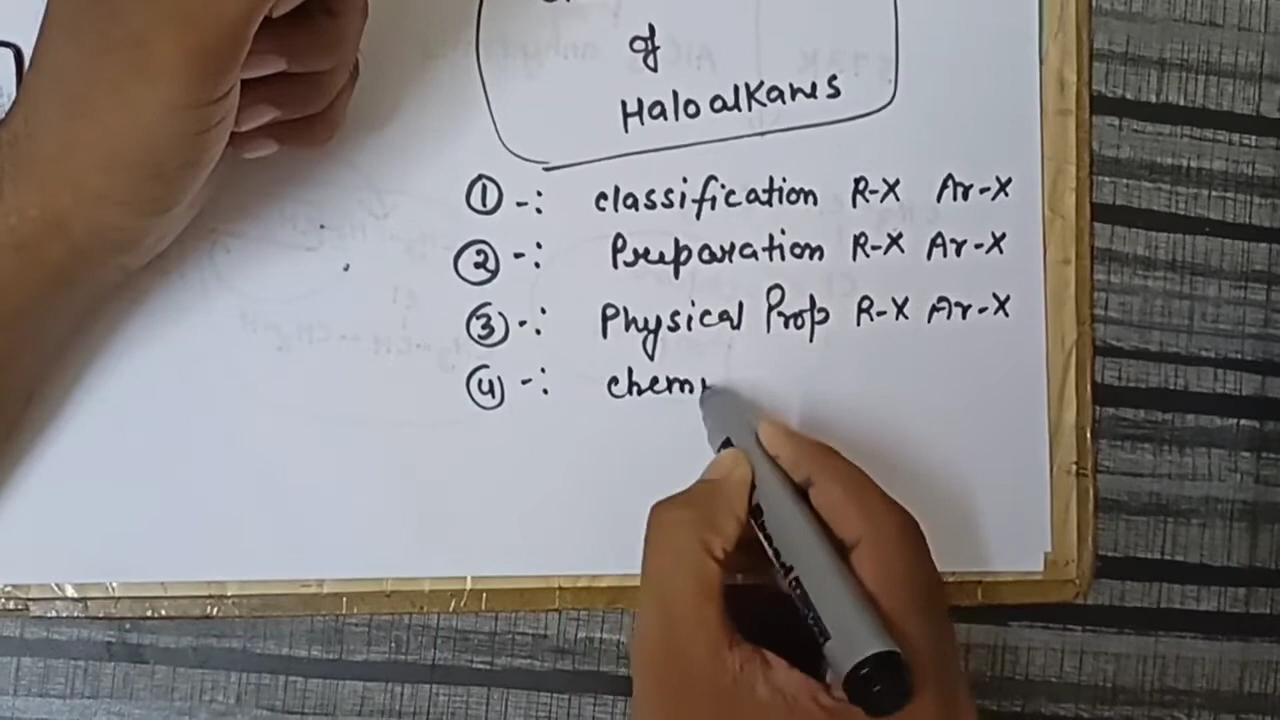 of
Haloalkanes
① -: classification R-X Ar-X
② -: Preparation R-X Ar-X
③ -: Physical Prop R-X Ar-X
④ -: chem